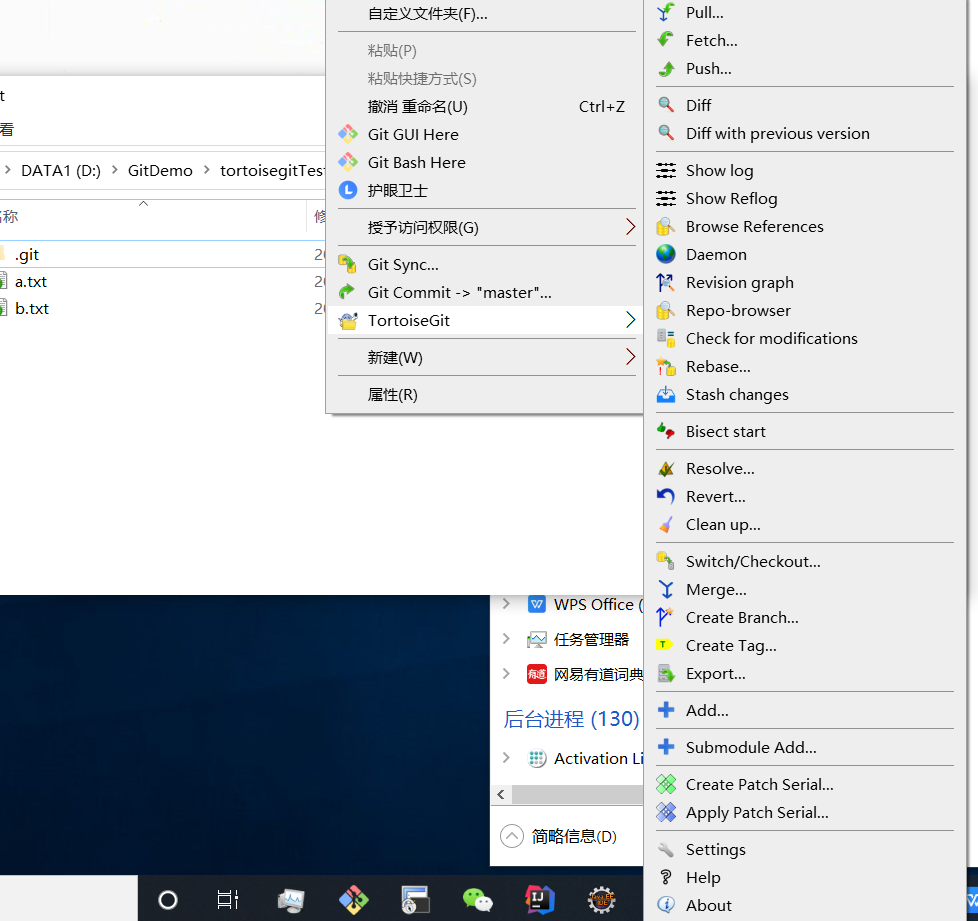 t
看
DATA1 (D:) > GitDemo > tortoisegitTest
名称
修
.git
20
a.txt
20
b.txt
20
自定义文件夹(F)...
粘贴(P)
粘贴快捷方式(S)
撤消 重命名(U) Ctrl+Z
Git GUI Here
Git Bash Here
护眼卫士
授予访问权限(G)
Git Sync...
Git Commit -> "master"...
TortoiseGit
新建(W)
属性(R)
Pull...
Fetch...
Push...
Diff
Diff with previous version
Show log
Show Reflog
Browse References
Daemon
Revision graph
Repo-browser
Check for modifications
Rebase...
Stash changes
Bisect start
Resolve...
Revert...
Clean up...
Switch/Checkout...
Merge...
Create Branch...
Create Tag...
Export...
Add...
Submodule Add...
Create Patch Serial...
Apply Patch Serial...
Settings
Help
About
WPS Office (
任务管理器
有道 网易有道词典
后台进程 (130)
Activation Li
简略信息(D)